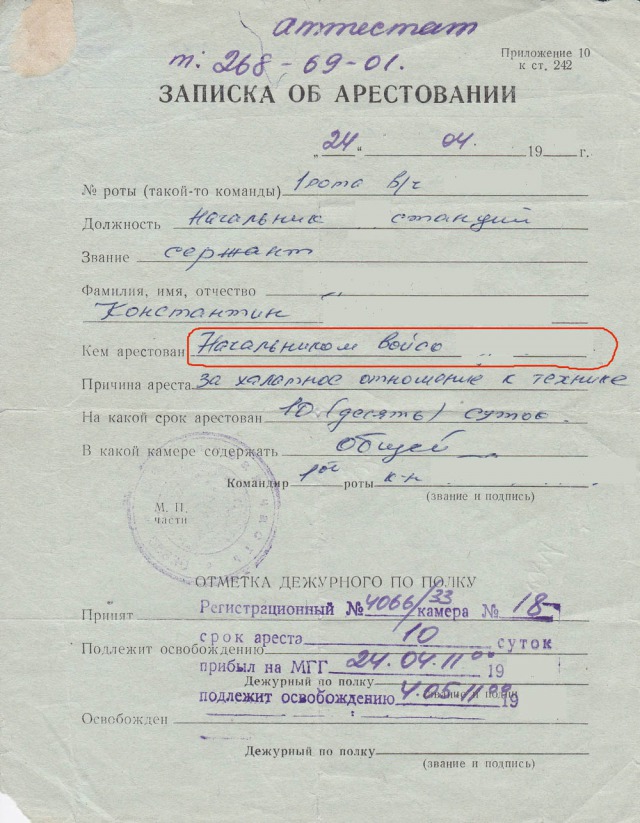 аттестат
т. 268-69-01.
Приложение 10
к ст. 242
ЗАПИСКА ОБ АРЕСТОВАНИИ
„24“ 04. 19 г.
№ роты (такой-то команды) 1 рота в/ч
Должность Начальник станций
Звание сержант
Фамилия, имя, отчество
Константин
Кем арестован Начальником войск
Причина ареста за халатное отношение к технике
На какой срок арестован 10 (десять) суток.
В какой камере содержать общей
Командир 1ой роты к-н
(звание и подпись)
М. П.
части
ОТМЕТКА ДЕЖУРНОГО ПО ПОЛКУ
Принят Регистрационный № 4066/33 камера № 18
срок ареста 10 суток
Подлежит освобождению
прибыл на МГГ 24.04.11 00 19
Дежурный по полку
(звание и подпись)
подлежит освобождению 4 05 11 00 19
Освобожден
Дежурный по полку
(звание и подпись)